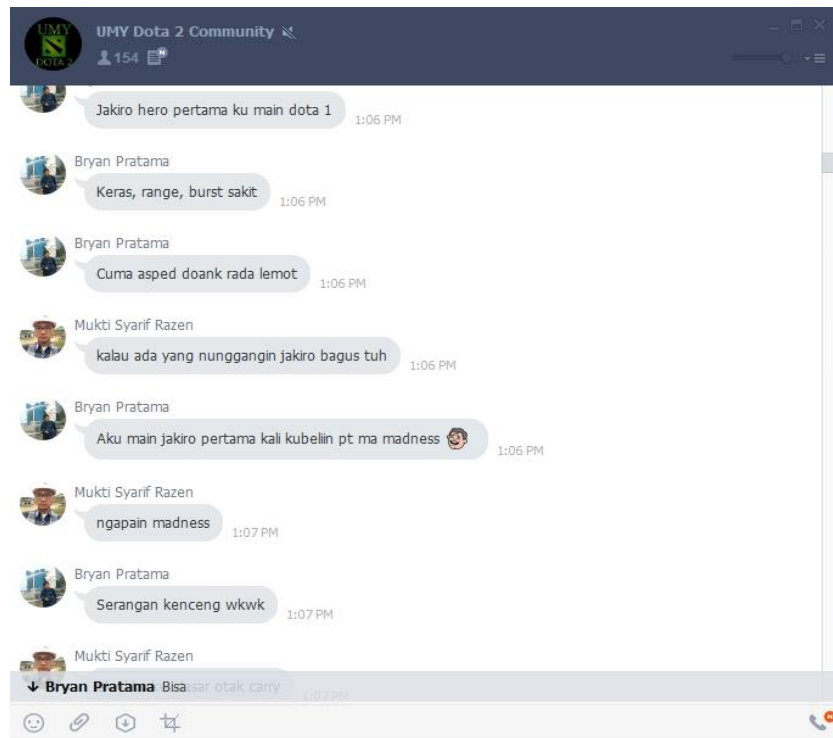 UMY
DOTA 2
UMY Dota 2 Community
154
Jakiro hero pertama ku main dota 1
1:06 PM
Bryan Pratama
Keras, range, burst sakit
1:06 PM
Bryan Pratama
Cuma asped doank rada lemot
1:06 PM
Mukti Syarif Razen
kalau ada yang nunggangin jakiro bagus tuh
1:06 PM
Bryan Pratama
Aku main jakiro pertama kali kubeliin pt ma madness
1:06 PM
Mukti Syarif Razen
ngapain madness
1:07 PM
Bryan Pratama
Serangan kenceng wkwk
1:07 PM
Mukti Syarif Razen
otak carry
1:07 PM
Bryan Pratama Bisa